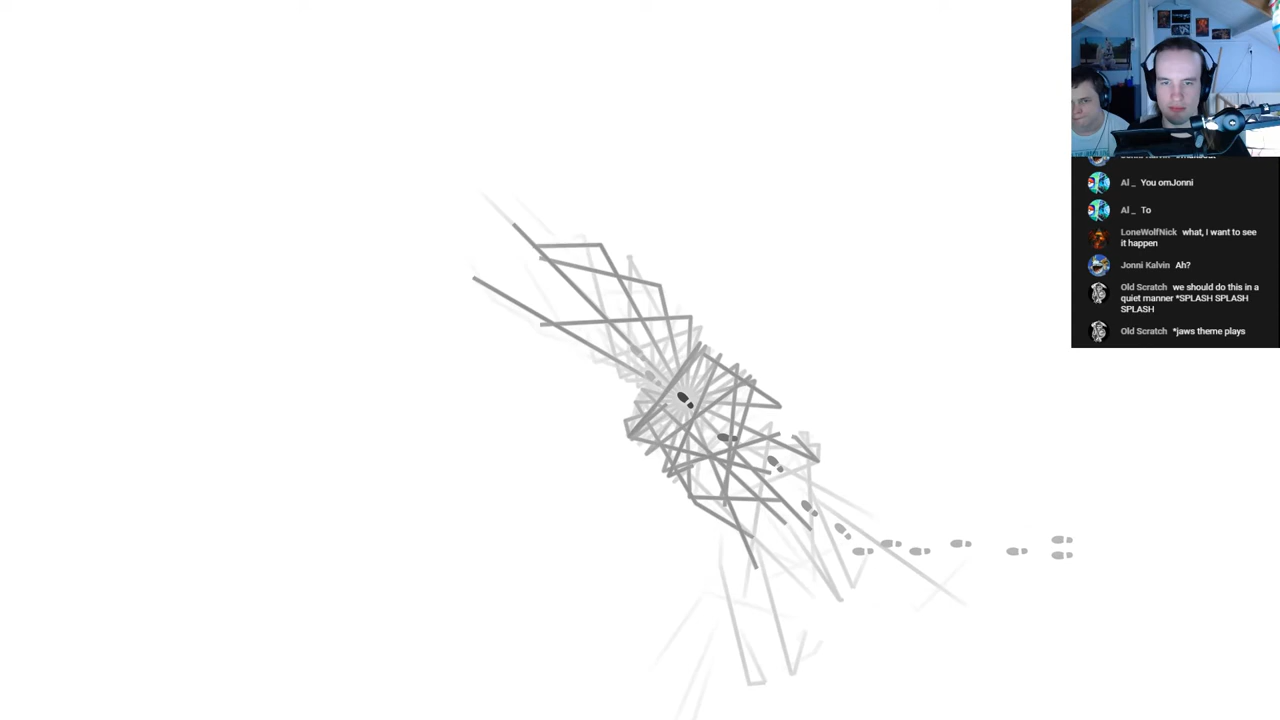 Al _ You omJonni
Al _ To
LoneWolfNick what, I want to see
it happen
Jonni Kalvin Ah?
Old Scratch we should do this in a
quiet manner *SPLASH SPLASH
SPLASH
Old Scratch *jaws theme plays